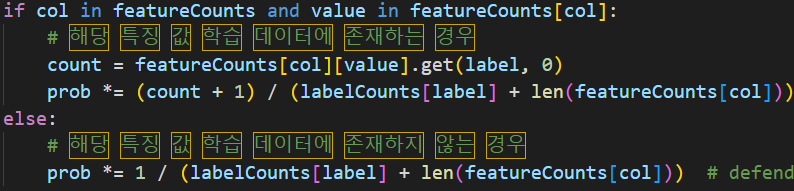 if col in featureCounts and value in featureCounts[col]:
# 해당 특징 값 학습 데이터에 존재하는 경우
count = featureCounts[col][value].get(label, 0)
prob *= (count + 1) / (labelCounts[label] + len(featureCounts[col]))
else:
# 해당 특징 값 학습 데이터에 존재하지 않는 경우
prob *= 1 / (labelCounts[label] + len(featureCounts[col])) # defend